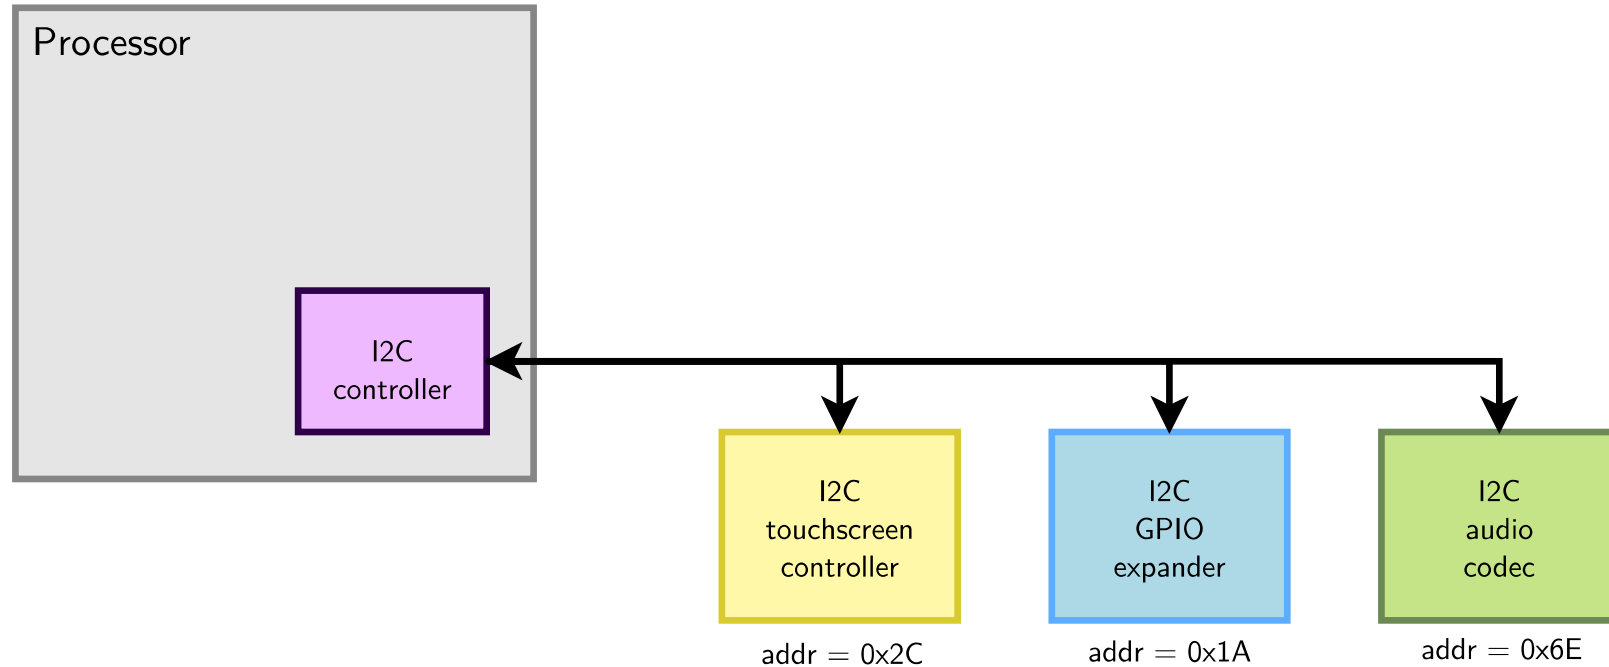 Processor
I2C
controller
I2C
touchscreen
controller
I2C
GPIO
expander
I2C
audio
codec
addr = 0x2C
addr = 0x1A
addr = 0x6E